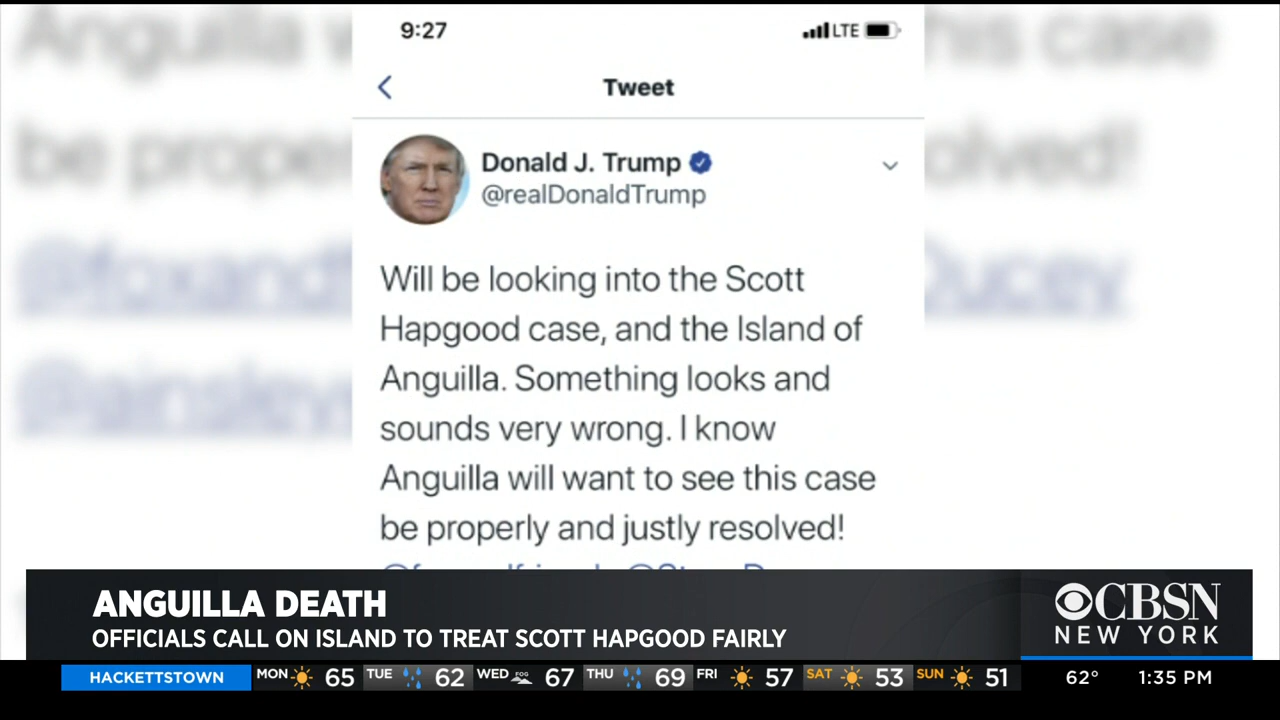 9:27
LTE
Tweet
Donald J. Trump
@realDonaldTrump
Will be looking into the Scott
Hapgood case, and the Island of
Anguilla. Something looks and
sounds very wrong. I know
Anguilla will want to see this case
be properly and justly resolved!
ANGUILLA DEATH
OFFICIALS CALL ON ISLAND TO TREAT SCOTT HAPGOOD FAIRLY
CBSN
NEW YORK
HACKETTSTOWN MON 65 TUE 62 WED FOG 67 THU 69 FRI 57 SAT 53 SUN 51 62° 1:35 PM